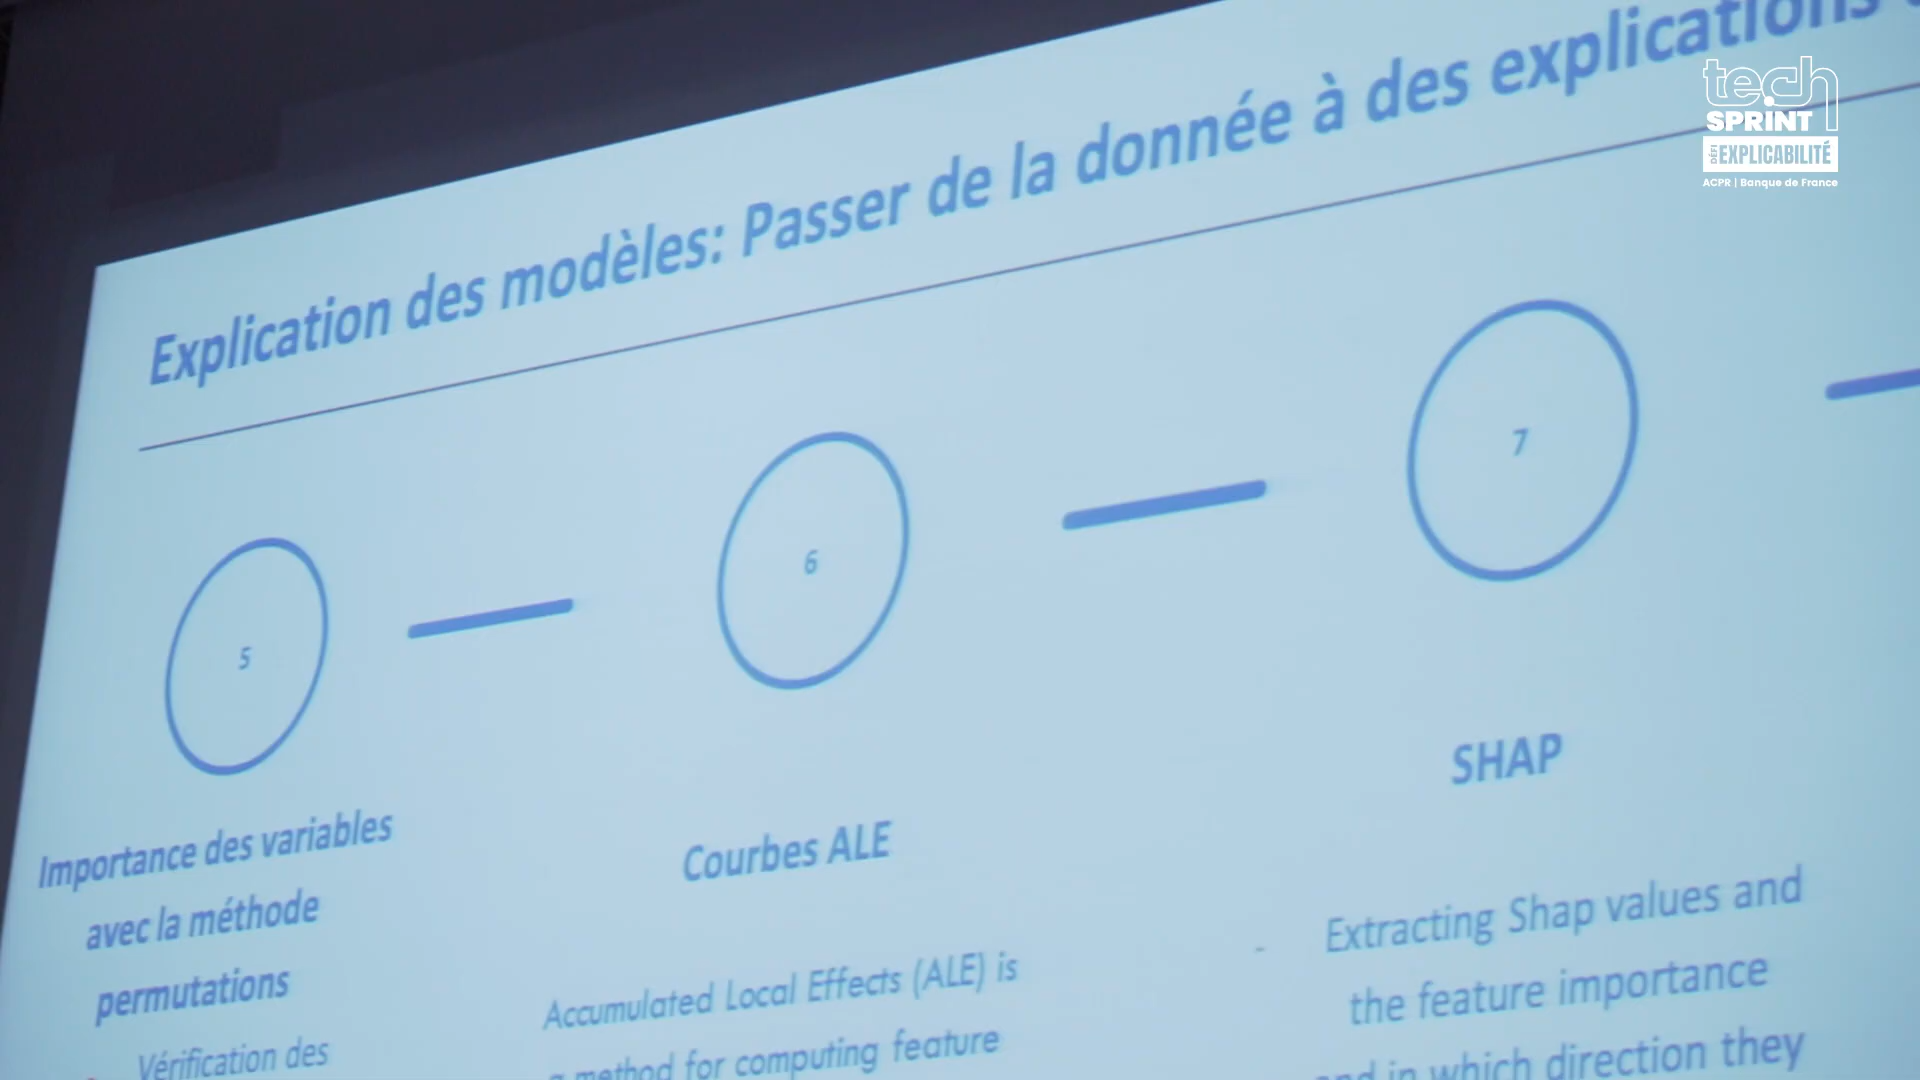 Explication des modèles: Passer de la donnée à des explications
tech
SPRINT
DÉFI EXPLICABILITÉ
ACPR | Banque de France
5
6
7
Importance des variables
avec la méthode
permutations
Vérification des
Courbes ALE
Accumulated Local Effects (ALE) is
a method for computing feature
SHAP
- Extracting Shap values and
the feature importance
and in which direction they